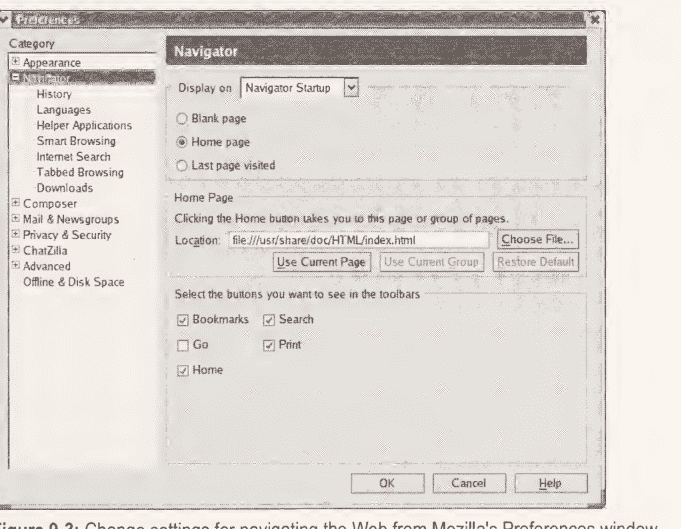 Preferences
Category
Appearance
Navigator
History
Languages
Helper Applications
Smart Browsing
Internet Search
Tabbed Browsing
Downloads
Composer
Mail & Newsgroups
Privacy & Security
ChatZilla
Advanced
Offline & Disk Space
Navigator
Display on Navigator Startup
Blank page
Home page
Last page visited
Home Page
Clicking the Home button takes you to this page or group of pages.
Location: file:///usr/share/doc/HTML/index.html Choose File...
Use Current Page Use Current Group Restore Default
Select the buttons you want to see in the toolbars
Bookmarks Search
Go Print
Home
OK Cancel Help
Figure 9-3: Change settings for navigating the Web from Mozilla's Preferences window